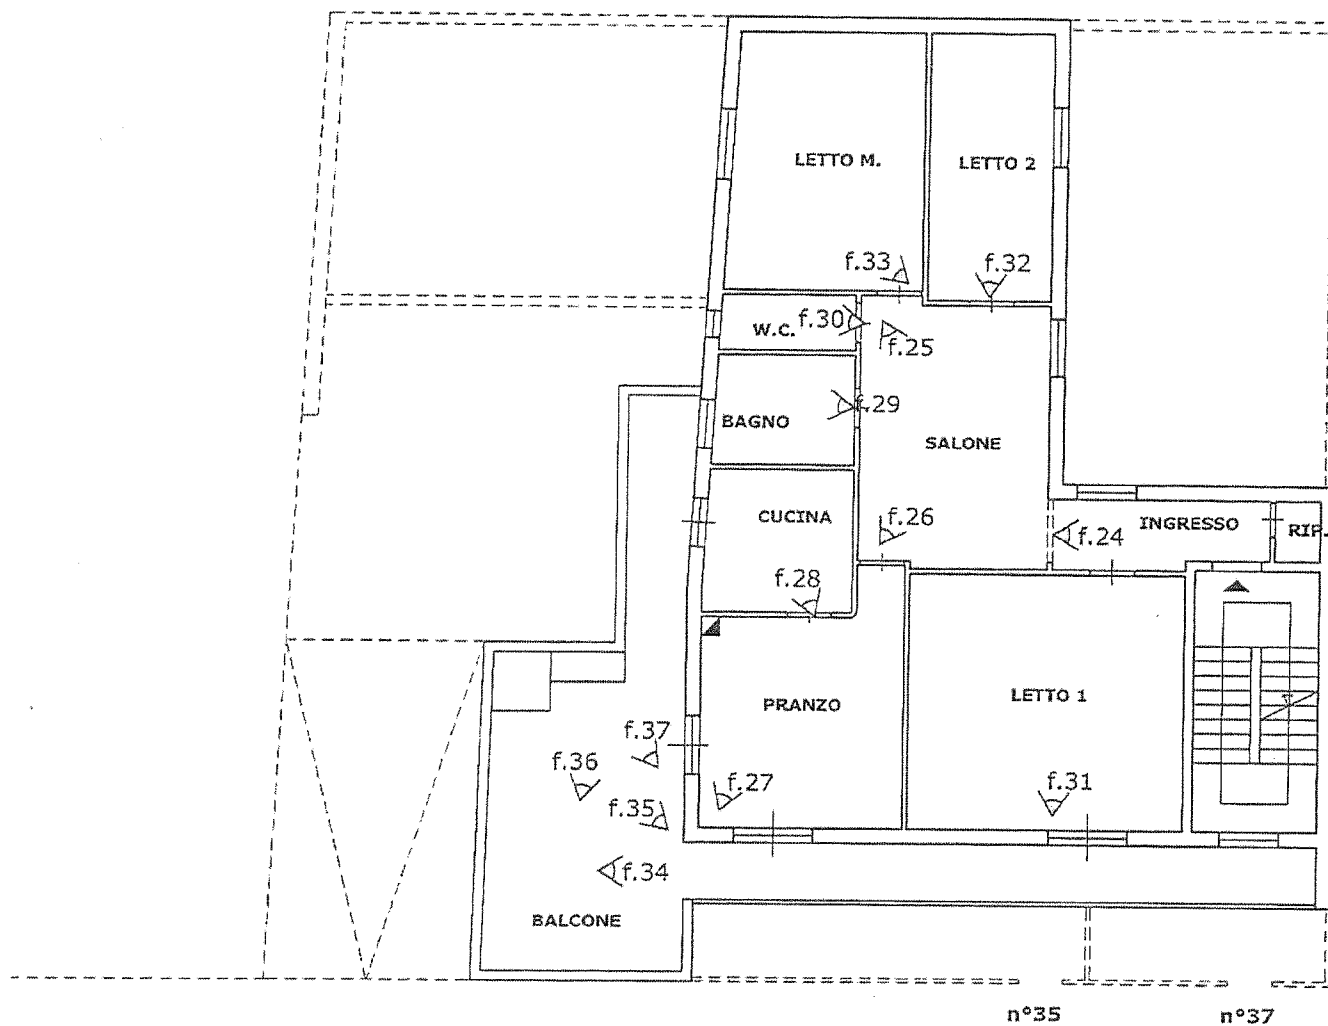 LETTO M.
LETTO 2
f.33
f.32
W.C.
f.30
f.25
f.29
BAGNO
SALONE
CUCINA
f.26
INGRESSO
f.24
RIP.
f.28
PRANZO
LETTO 1
f.37
f.36
f.27
f.31
f.35
f.34
BALCONE
n°35
n°37